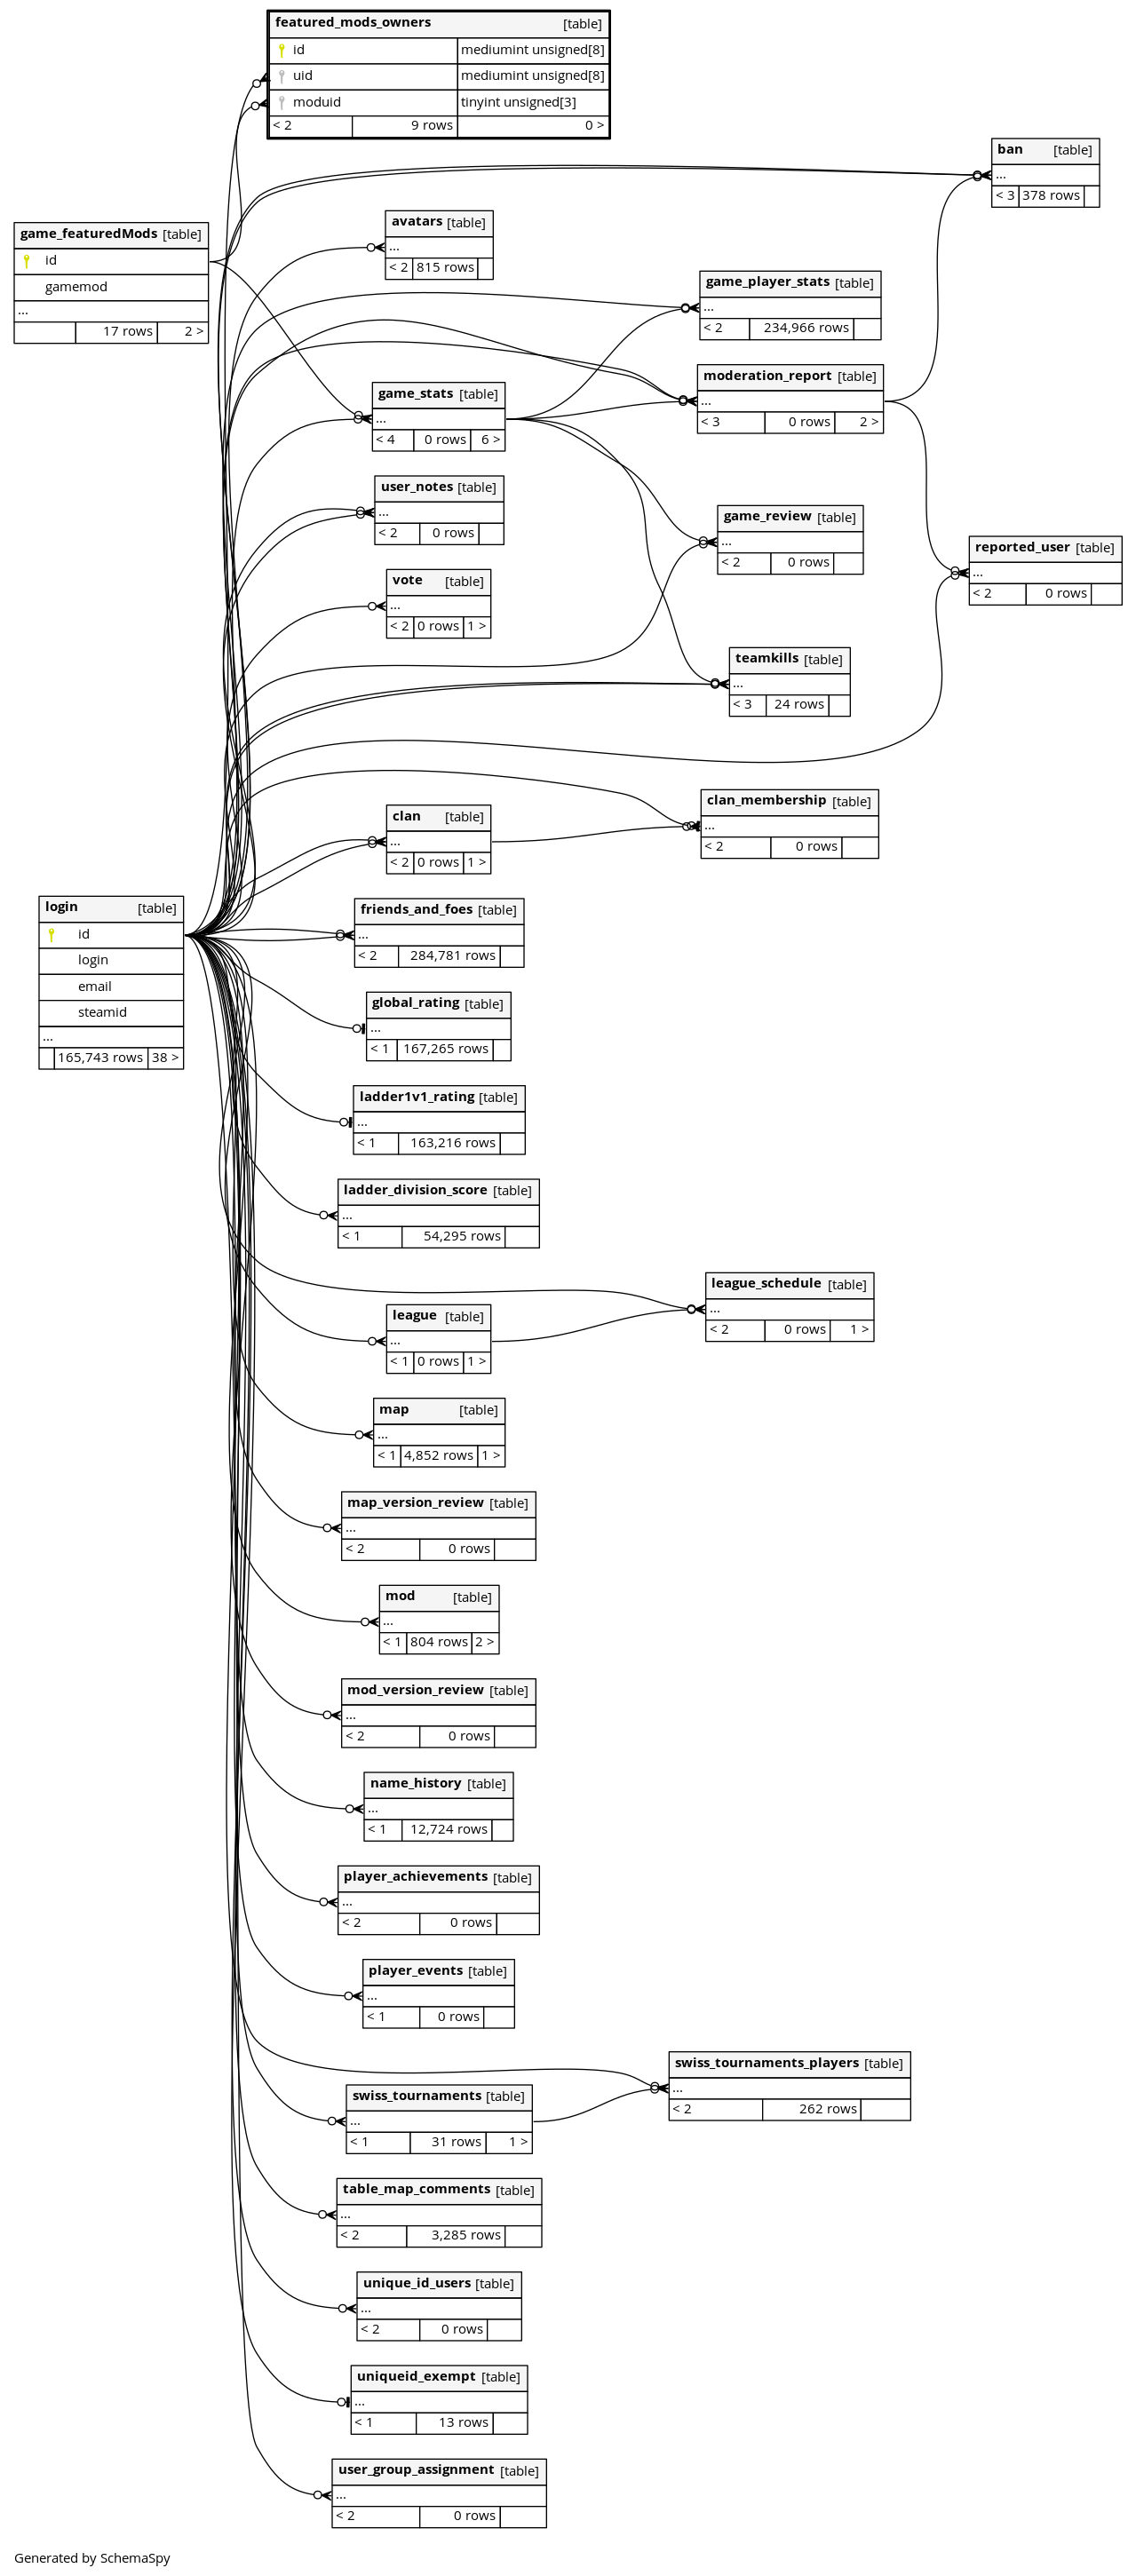 featured_mods_owners [table]
id mediumint unsigned[8]
uid mediumint unsigned[8]
moduid tinyint unsigned[3]
< 2 9 rows 0 >
ban [table]
...
< 3 378 rows
game_featuredMods [table]
id
gamemod
...
17 rows 2 >
avatars [table]
...
< 2 815 rows
game_player_stats [table]
...
< 2 234,966 rows
moderation_report [table]
...
< 3 0 rows 2 >
game_stats [table]
...
< 4 0 rows 6 >
user_notes [table]
...
< 2 0 rows
game_review [table]
...
< 2 0 rows
reported_user [table]
...
< 2 0 rows
vote [table]
...
< 2 0 rows 1 >
teamkills [table]
...
< 3 24 rows
clan_membership [table]
...
< 2 0 rows
clan [table]
...
< 2 0 rows 1 >
login [table]
id
login
email
steamid
...
165,743 rows 38 >
friends_and_foes [table]
...
< 2 284,781 rows
global_rating [table]
...
< 1 167,265 rows
ladder1v1_rating [table]
...
< 1 163,216 rows
ladder_division_score [table]
...
< 1 54,295 rows
league_schedule [table]
...
< 2 0 rows 1 >
league [table]
...
< 1 0 rows 1 >
map [table]
...
< 1 4,852 rows 1 >
map_version_review [table]
...
< 2 0 rows
mod [table]
...
< 1 804 rows 2 >
mod_version_review [table]
...
< 2 0 rows
name_history [table]
...
< 1 12,724 rows
player_achievements [table]
...
< 2 0 rows
player_events [table]
...
< 1 0 rows
swiss_tournaments_players [table]
...
< 2 262 rows
swiss_tournaments [table]
...
< 1 31 rows 1 >
table_map_comments [table]
...
< 2 3,285 rows
unique_id_users [table]
...
< 2 0 rows
uniqueid_exempt [table]
...
< 1 13 rows
user_group_assignment [table]
...
< 2 0 rows
Generated by SchemaSpy